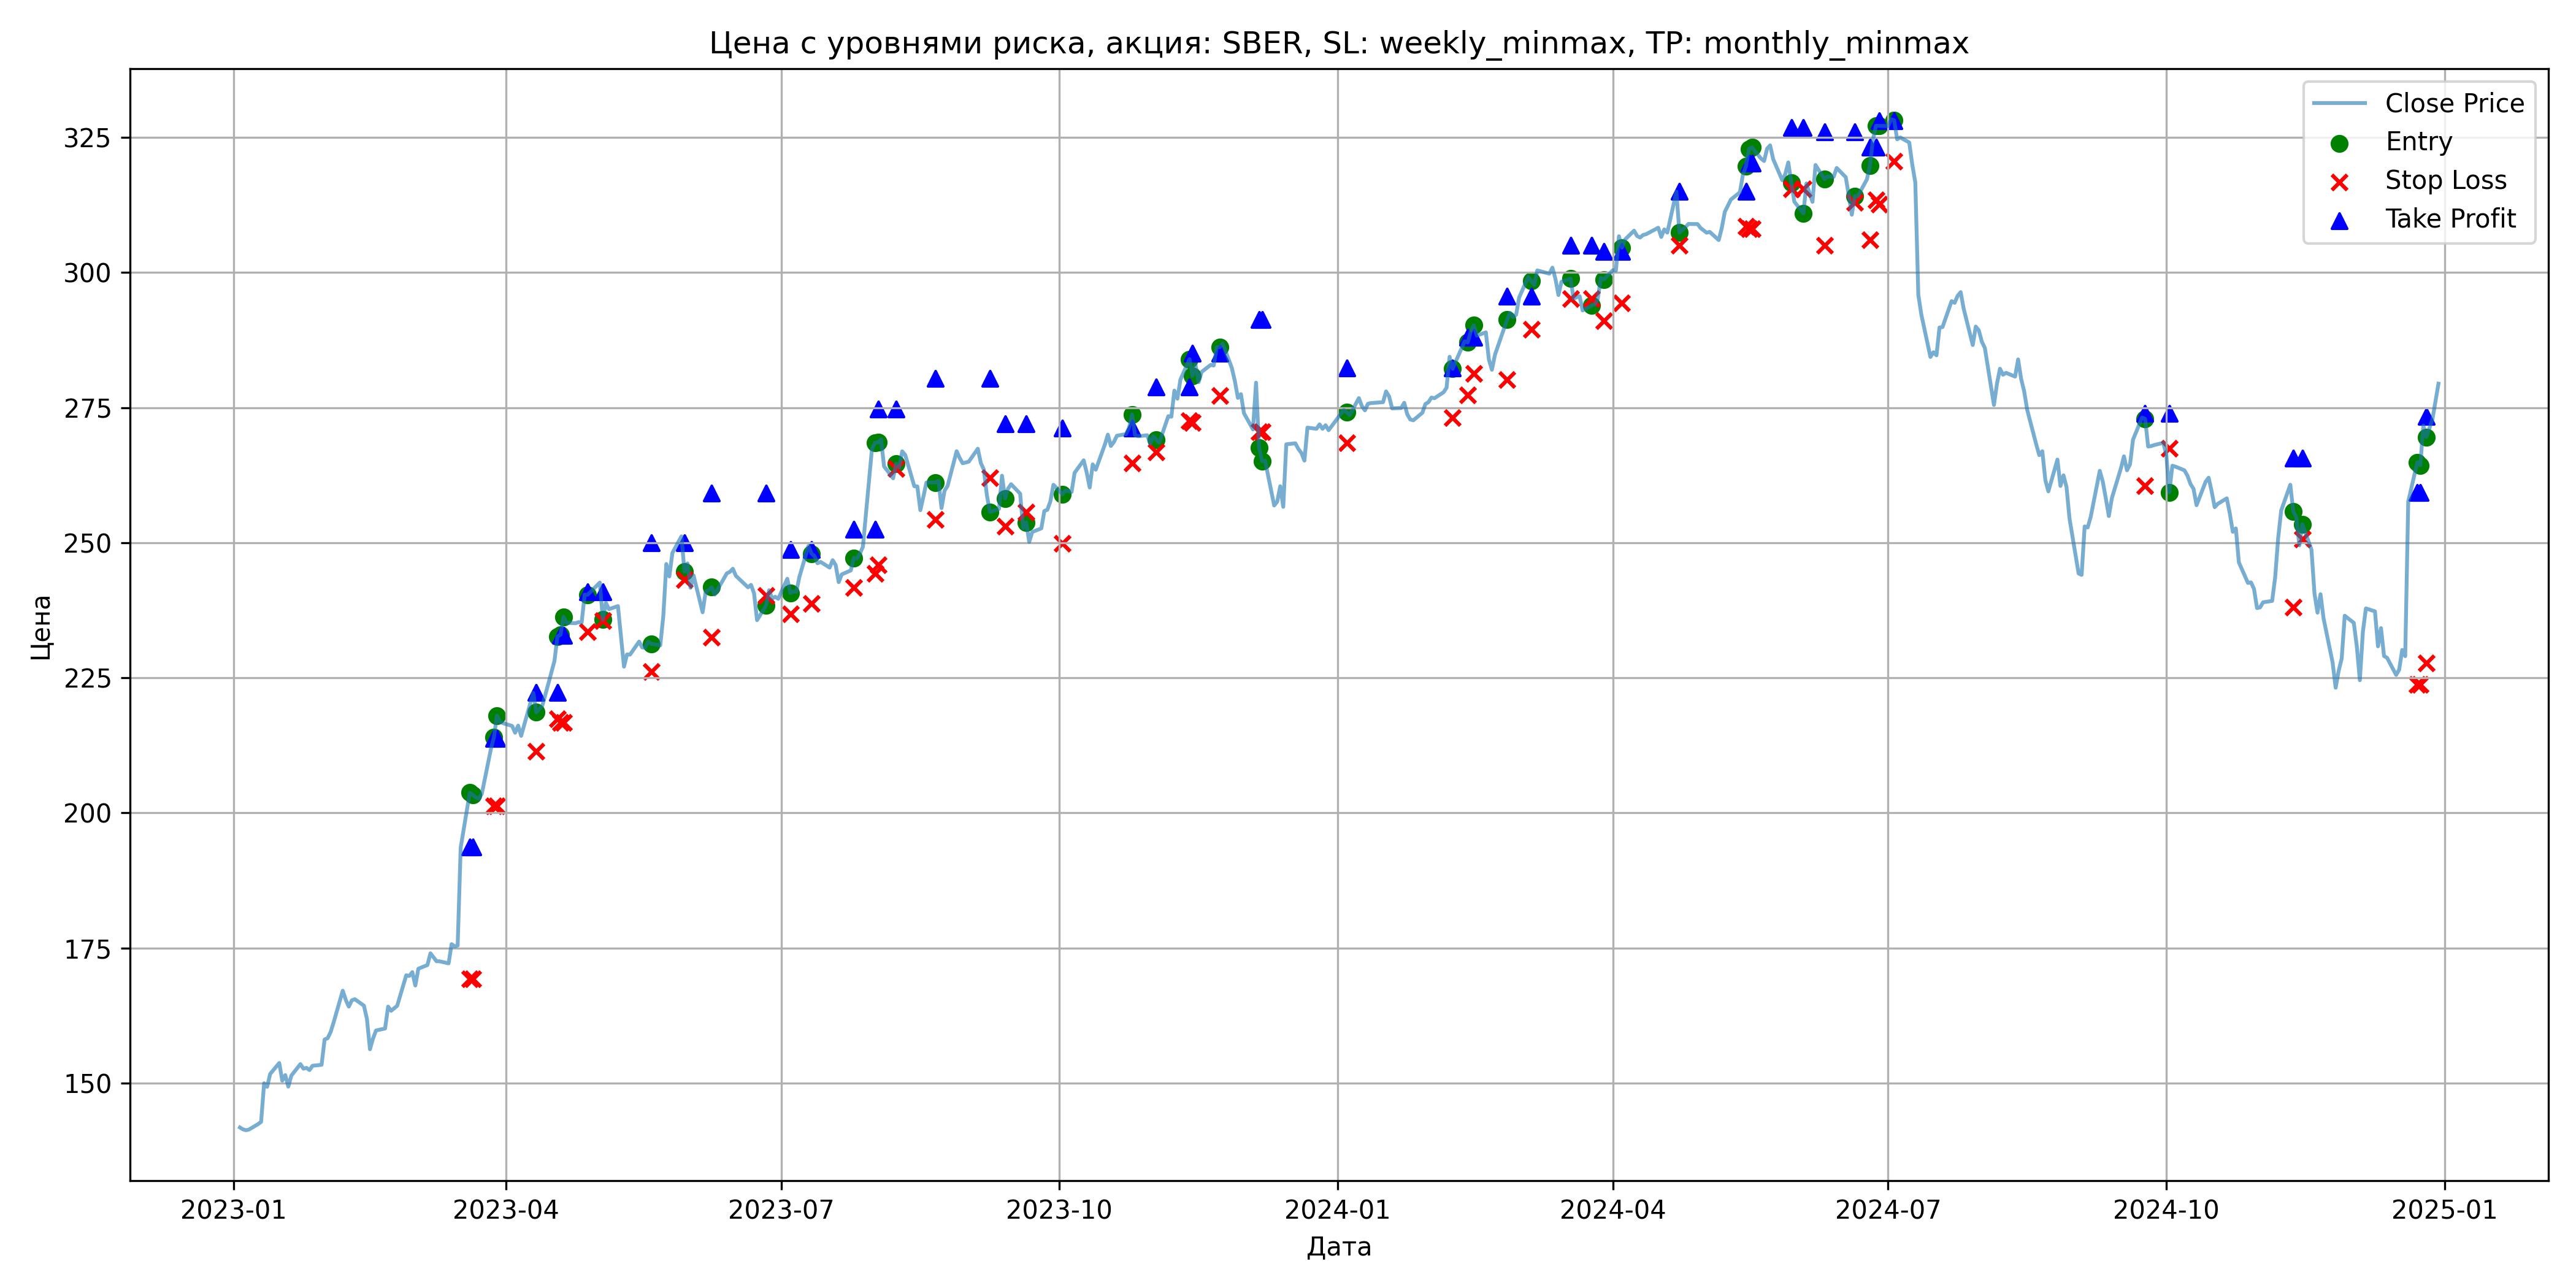 Цена с уровнями риска, акция: SBER, SL: weekly_minmax, TP: monthly_minmax
Close Price
Entry
Stop Loss
Take Profit
325
300
275
250
225
200
175
150
Цена
2023-01 2023-04 2023-07 2023-10 2024-01 2024-04 2024-07 2024-10 2025-01
Дата